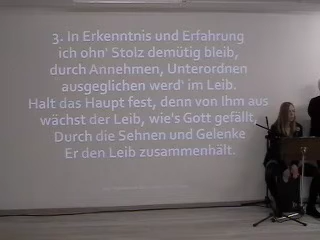 3. In Erkenntnis und Erfahrung
ich ohn' Stolz demütig bleib,
durch Annehmen, Unterordnen
ausgeglichen werd' im Leib.
Halt das Haupt fest, denn von Ihm aus
wächst der Leib, wie's Gott gefällt,
Durch die Sehnen und Gelenke
Er den Leib zusammenhält.